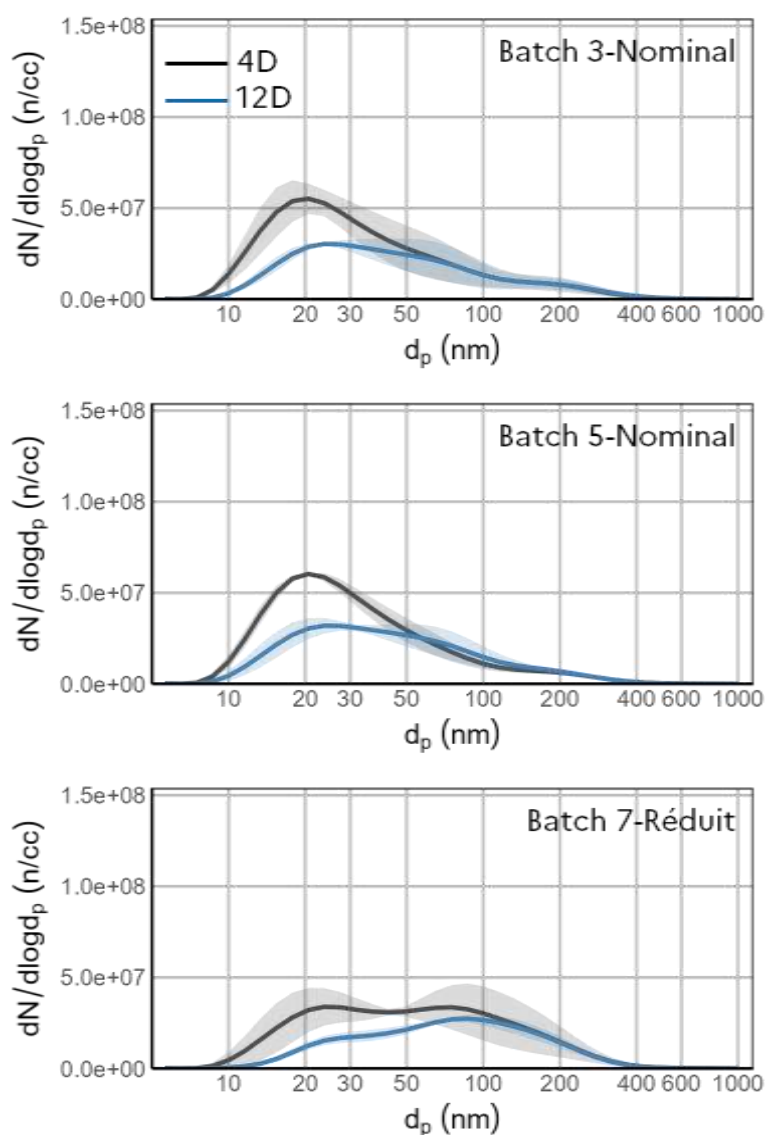 1.5e+08
1.0e+08
5.0e+07
0.0e+00
dN/dlogdp (n/cc)
4D
12D
Batch 3-Nominal
10 20 30 50 100 200 400 600 1000
dp (nm)
1.5e+08
1.0e+08
5.0e+07
0.0e+00
dN/dlogdp (n/cc)
Batch 5-Nominal
10 20 30 50 100 200 400 600 1000
dp (nm)
1.5e+08
1.0e+08
5.0e+07
0.0e+00
dN/dlogdp (n/cc)
Batch 7-Réduit
10 20 30 50 100 200 400 600 1000
dp (nm)